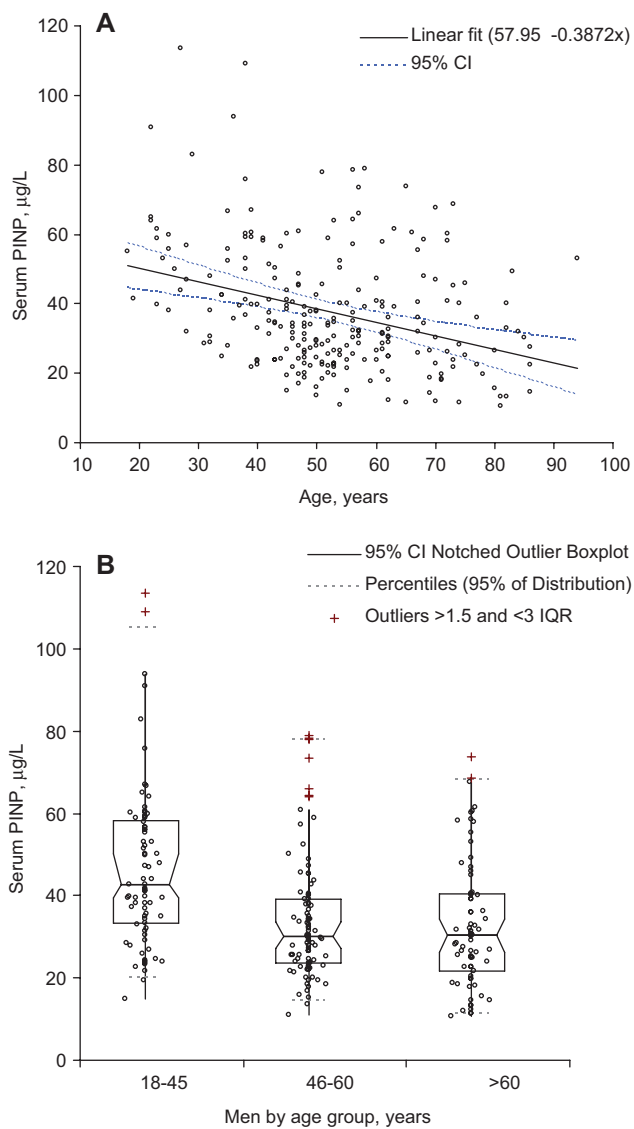 A
Linear fit (57.95 -0.3872x)
95% CI
120
100
80
60
40
20
0
Serum PINP, µg/L
10 20 30 40 50 60 70 80 90 100
Age, years
B
95% CI Notched Outlier Boxplot
Percentiles (95% of Distribution)
Outliers >1.5 and <3 IQR
120
100
80
60
40
20
0
Serum PINP, µg/L
18-45 46-60 >60
Men by age group, years